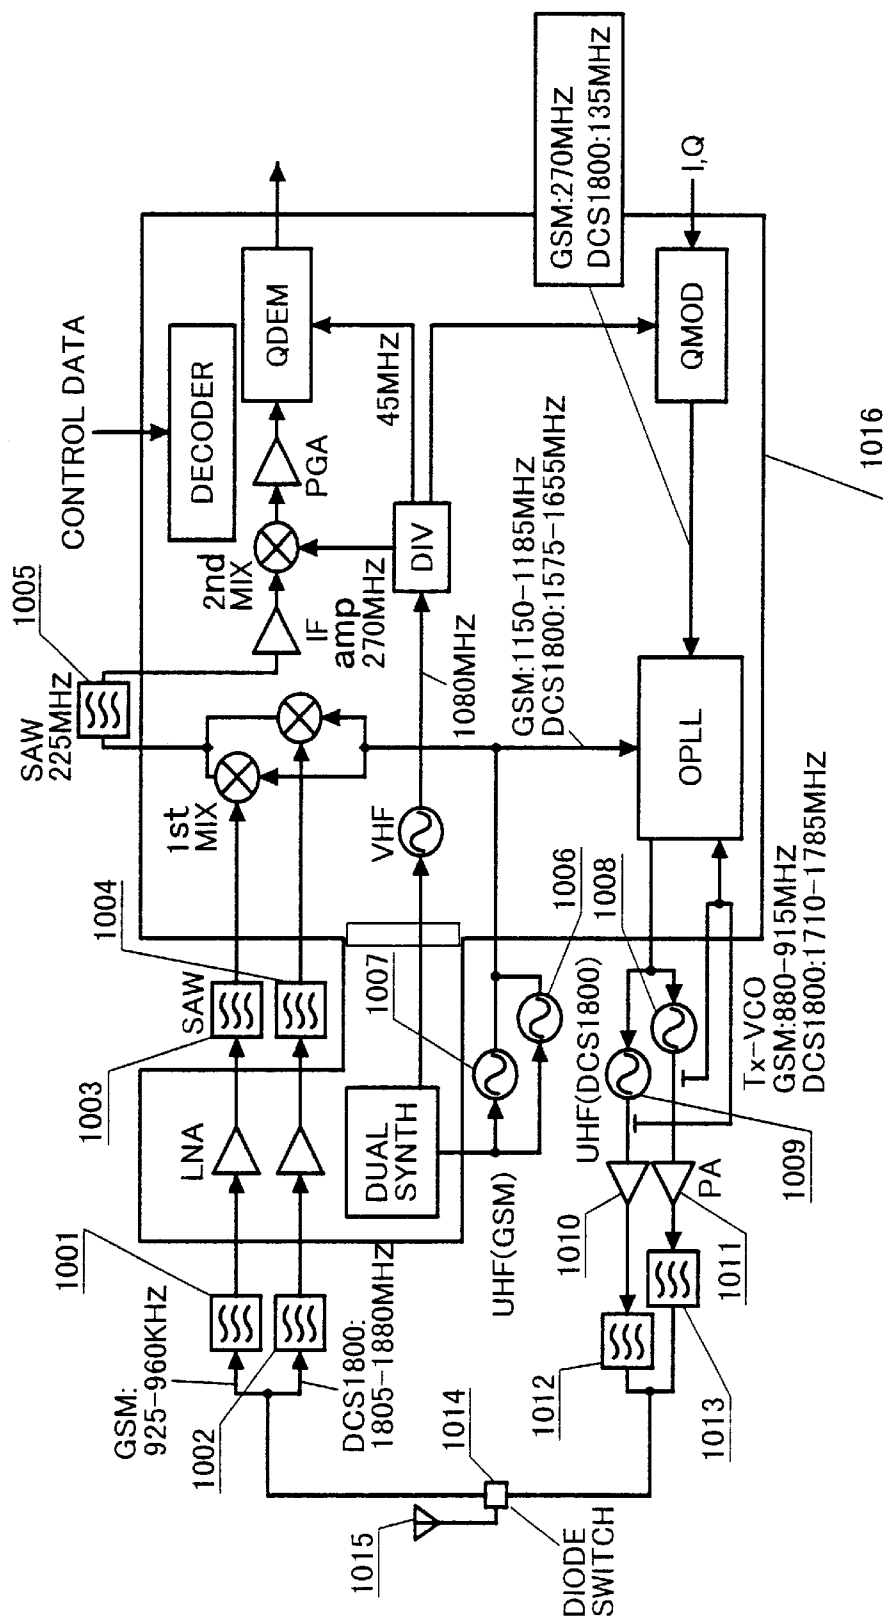 CONTROL DATA
1005
SAW
225MHZ
DECODER
2nd
MIX
PGA
QDEM
IF
amp
270MHZ
45MHZ
DIV
1080MHZ
VHF
1st
MIX
1004
SAW
1003
LNA
1001
GSM:
925-960KHZ
1002
DCS1800:
1805-1880MHZ
DUAL
SYNTH
1007
UHF(GSM)
UHF(DCS1800)
1006
1008
GSM:1150-1185MHZ
DCS1800:1575-1655MHZ
OPLL
QMOD
I,Q
GSM:270MHZ
DCS1800:135MHZ
1016
Tx-VCO
GSM:880-915MHZ
DCS1800:1710-1785MHZ
1009
1010
PA
1011
1012
1013
1014
1015
DIODE
SWITCH